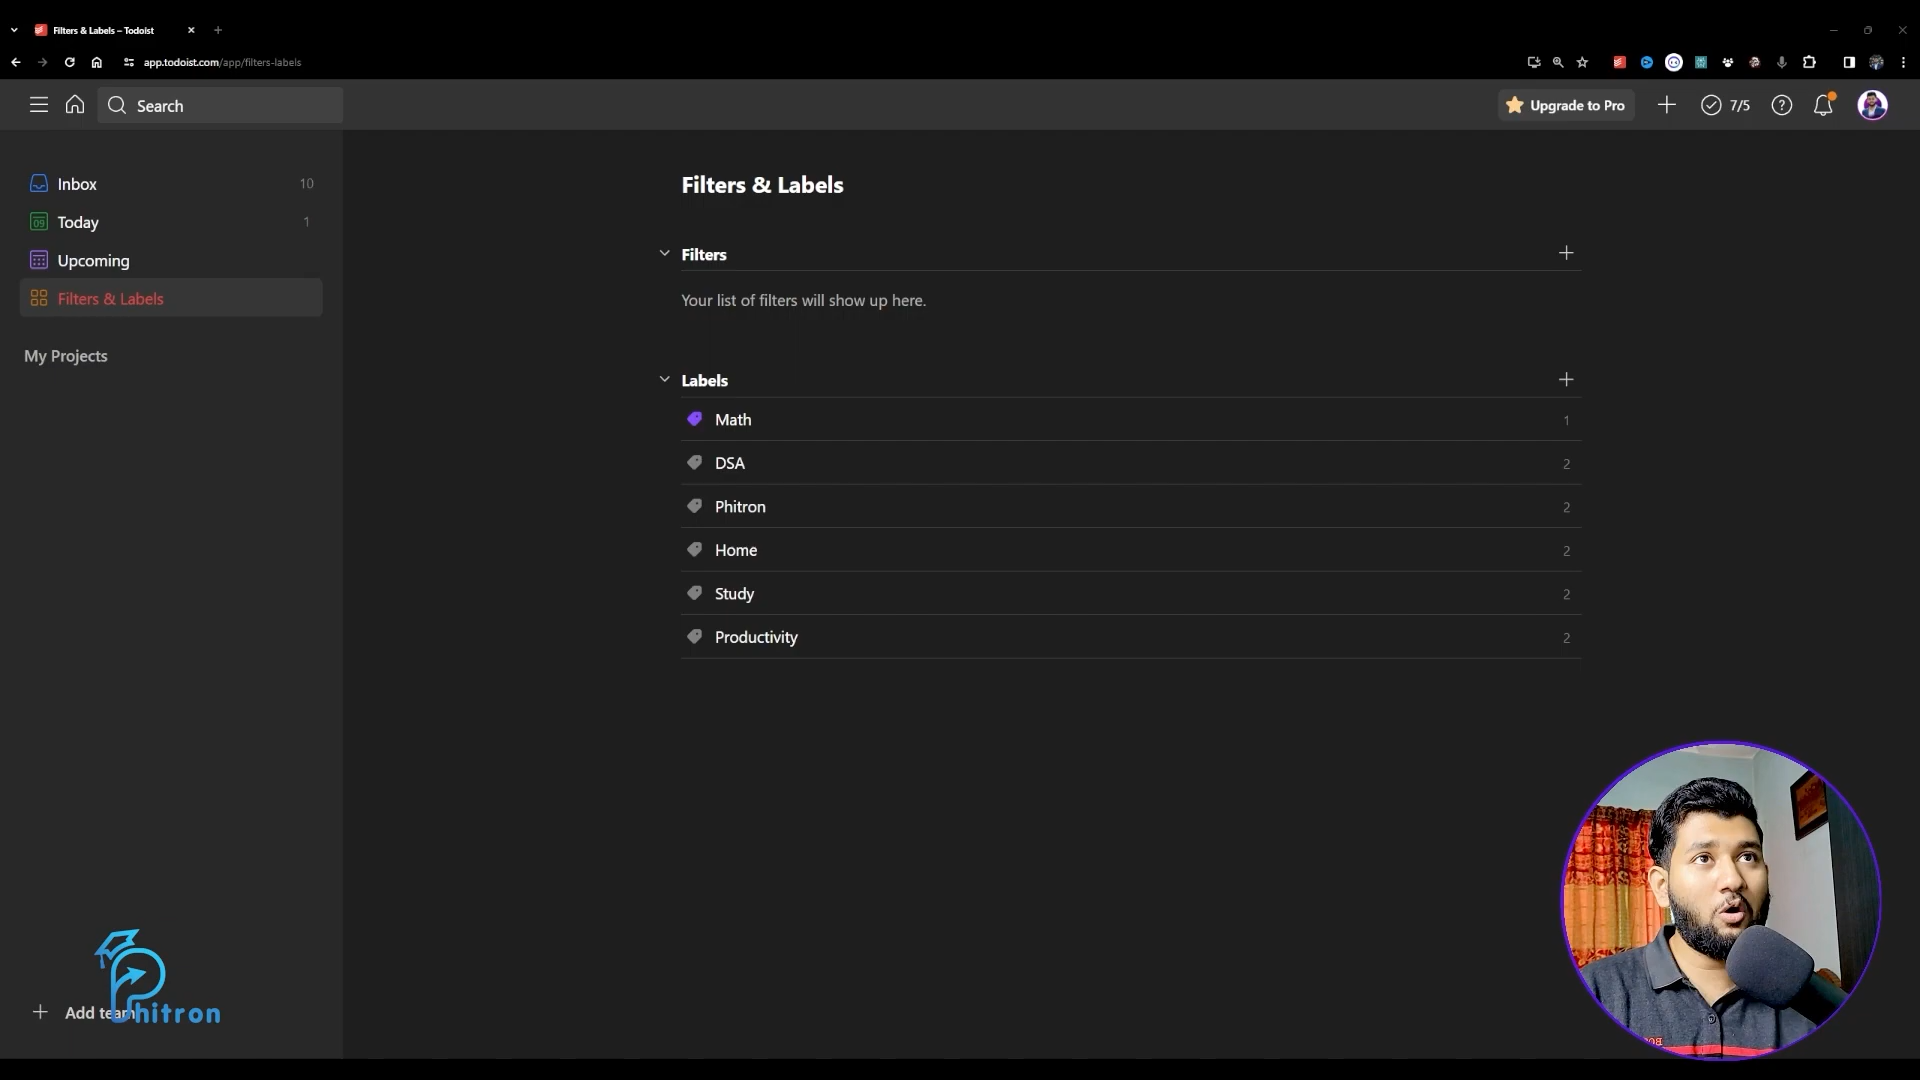 Filters & Labels – Todoist
app.todoist.com/app/filters-labels
Search
Upgrade to Pro
7/5
Inbox 10
09 Today 1
Upcoming
Filters & Labels
My Projects
Filters & Labels
Filters
Your list of filters will show up here.
Labels
Math 1
DSA 2
Phitron 2
Home 2
Study 2
Productivity 2
Add team
Phitron